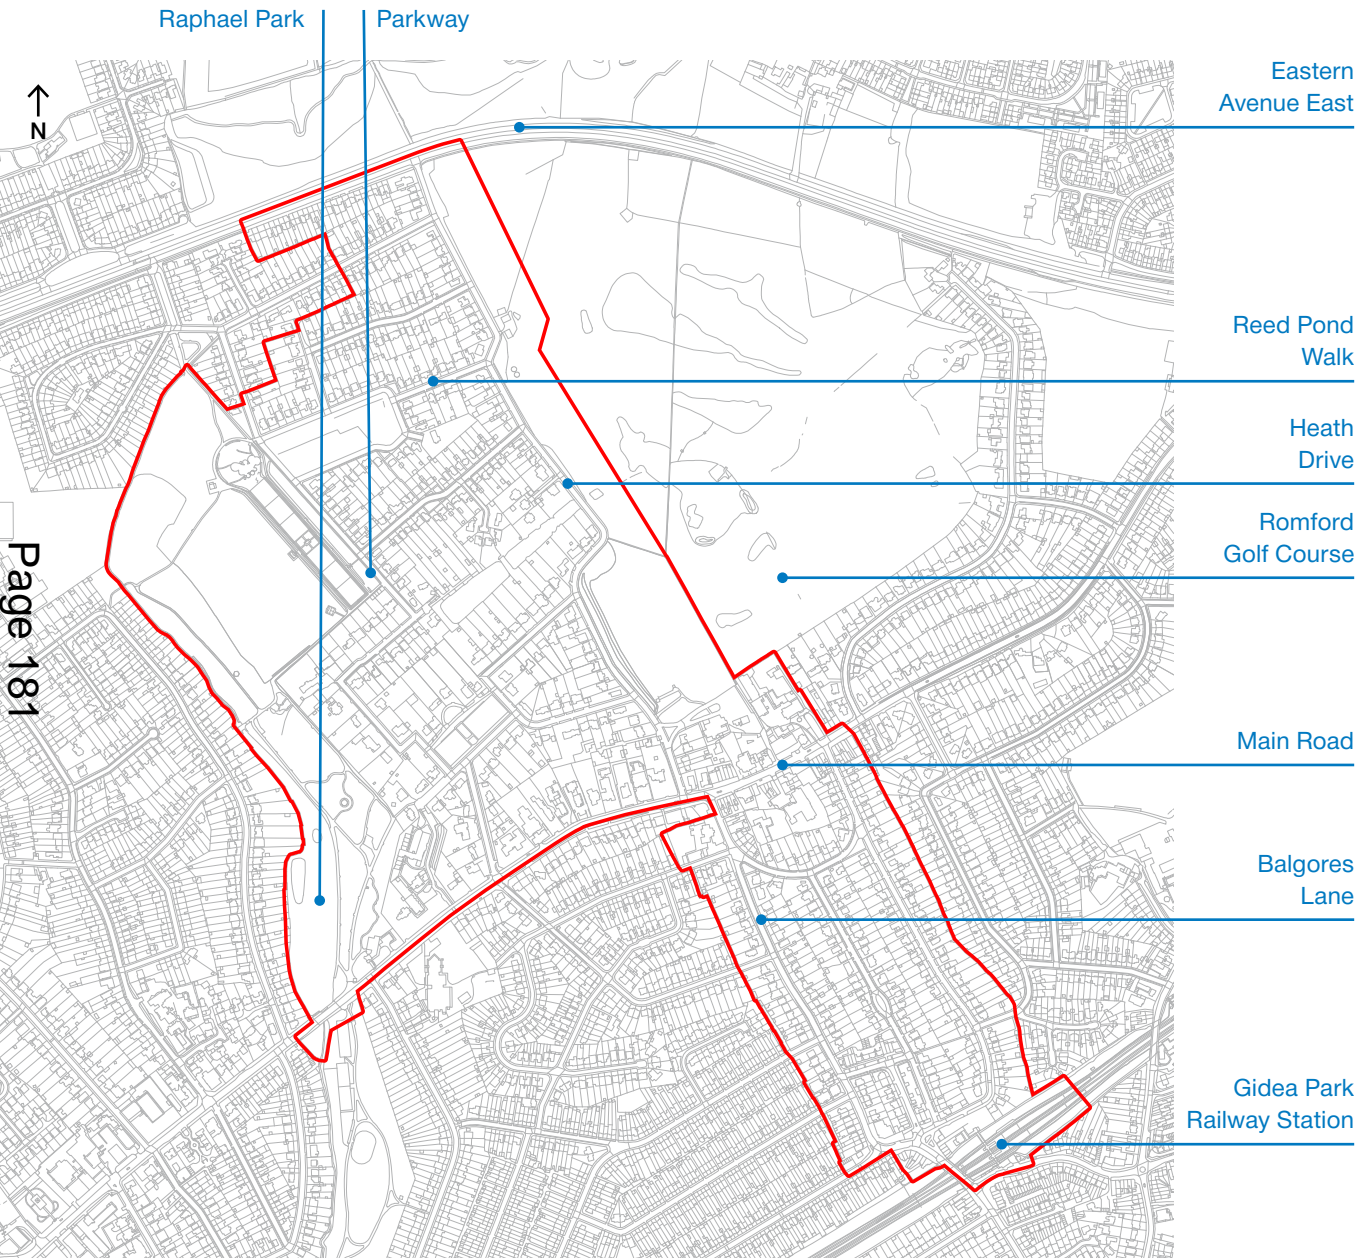 Raphael Park
Parkway
Eastern
Avenue East
N
Reed Pond
Walk
Heath
Drive
Romford
Golf Course
Page 181
Main Road
Balgores
Lane
Gidea Park
Railway Station